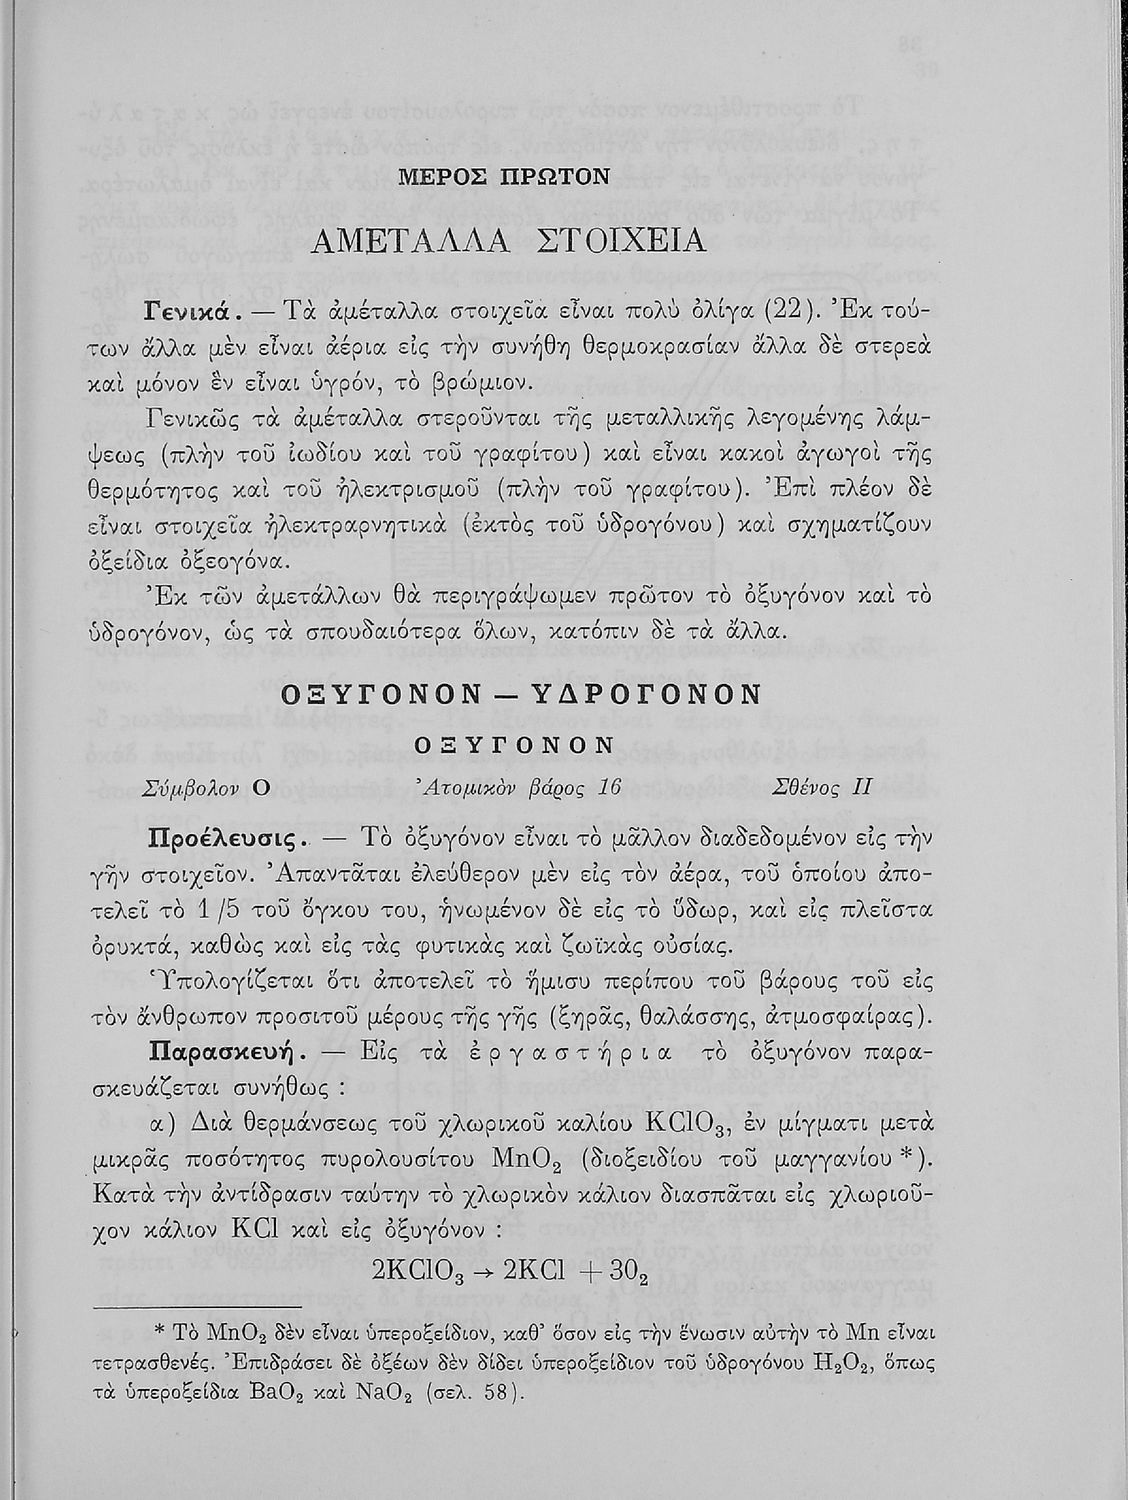 ΜΕΡΟΣ ΠΡΩΤΟΝ
ΑΜΕΤΑΛΛΑ ΣΤΟΙΧΕΙΑ
Γενικά. — Τὰ ἀμέταλλα στοιχεῖα εἶναι πολὺ ὀλίγα (22). Ἐκ τού-
των ἄλλα μὲν εἶναι ἀέρια εἰς τὴν συνήθη θερμοκρασίαν ἄλλα δὲ στερεὰ
καὶ μόνον ἓν εἶναι ὑγρόν, τὸ βρώμιον.
Γενικῶς τὰ ἀμέταλλα στεροῦνται τῆς μεταλλικῆς λεγομένης λάμ-
ψεως (πλὴν τοῦ ἰωδίου καὶ τοῦ γραφίτου) καὶ εἶναι κακοὶ ἀγωγοὶ τῆς
θερμότητος καὶ τοῦ ἠλεκτρισμοῦ (πλὴν τοῦ γραφίτου). Ἐπὶ πλέον δὲ
εἶναι στοιχεῖα ἠλεκτραρνητικὰ (ἐκτὸς τοῦ ὑδρογόνου) καὶ σχηματίζουν
ὀξείδια ὀξεογόνα.
Ἐκ τῶν ἀμετάλλων θὰ περιγράψωμεν πρῶτον τὸ ὀξυγόνον καὶ τὸ
ὑδρογόνον, ὡς τὰ σπουδαιότερα ὅλων, κατόπιν δὲ τὰ ἄλλα.
ΟΞΥΓΟΝΟΝ — ΥΔΡΟΓΟΝΟΝ
ΟΞΥΓΟΝΟΝ
Σύμβολον Ο Ἀτομικὸν βάρος 16 Σθένος II
Προέλευσις. — Τὸ ὀξυγόνον εἶναι τὸ μᾶλλον διαδεδομένον εἰς τὴν
γῆν στοιχεῖον. Ἀπαντᾶται ἐλεύθερον μὲν εἰς τὸν ἀέρα, τοῦ ὁποίου ἀπο-
τελεῖ τὸ 1/5 τοῦ ὄγκου του, ἡνωμένον δὲ εἰς τὸ ὕδωρ, καὶ εἰς πλεῖστα
ὀρυκτά, καθὼς καὶ εἰς τὰς φυτικὰς καὶ ζωϊκὰς οὐσίας.
Ὑπολογίζεται ὅτι ἀποτελεῖ τὸ ἥμισυ περίπου τοῦ βάρους τοῦ εἰς
τὸν ἄνθρωπον προσιτοῦ μέρους τῆς γῆς (ξηρᾶς, θαλάσσης, ἀτμοσφαίρας).
Παρασκευή. — Εἰς τὰ ἐργαστήρια τὸ ὀξυγόνον παρα-
σκευάζεται συνήθως :
α) Διὰ θερμάνσεως τοῦ χλωρικοῦ καλίου KClO₃, ἐν μίγματι μετὰ
μικρᾶς ποσότητος πυρολουσίτου MnO₂ (διοξειδίου τοῦ μαγγανίου *).
Κατὰ τὴν ἀντίδρασιν ταύτην τὸ χλωρικὸν κάλιον διασπᾶται εἰς χλωριοῦ-
χον κάλιον KCl καὶ εἰς ὀξυγόνον :
2KClO₃ → 2KCl + 3O₂
* Τὸ MnO₂ δὲν εἶναι ὑπεροξείδιον, καθ’ ὅσον εἰς τὴν ἕνωσιν αὐτὴν τὸ Mn εἶναι
τετρασθενές. Ἐπιδράσει δὲ ὀξέων δὲν δίδει ὑπεροξείδιον τοῦ ὑδρογόνου H₂O₂, ὅπως
τὰ ὑπεροξείδια BaO₂ καὶ NaO₂ (σελ. 58).